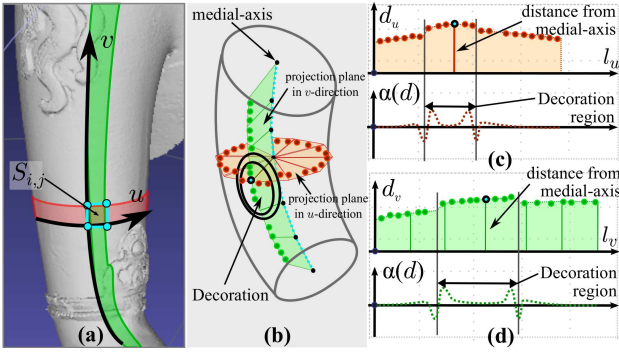 v
S_{i,j}
u
(a)
medial-axis
projection plane
in v-direction
projection plane
in u-direction
Decoration
(b)
d_u
distance from
medial-axis
l_u
α(d)
Decoration
region
(c)
d_v
distance from
medial-axis
l_v
α(d)
Decoration
region
(d)